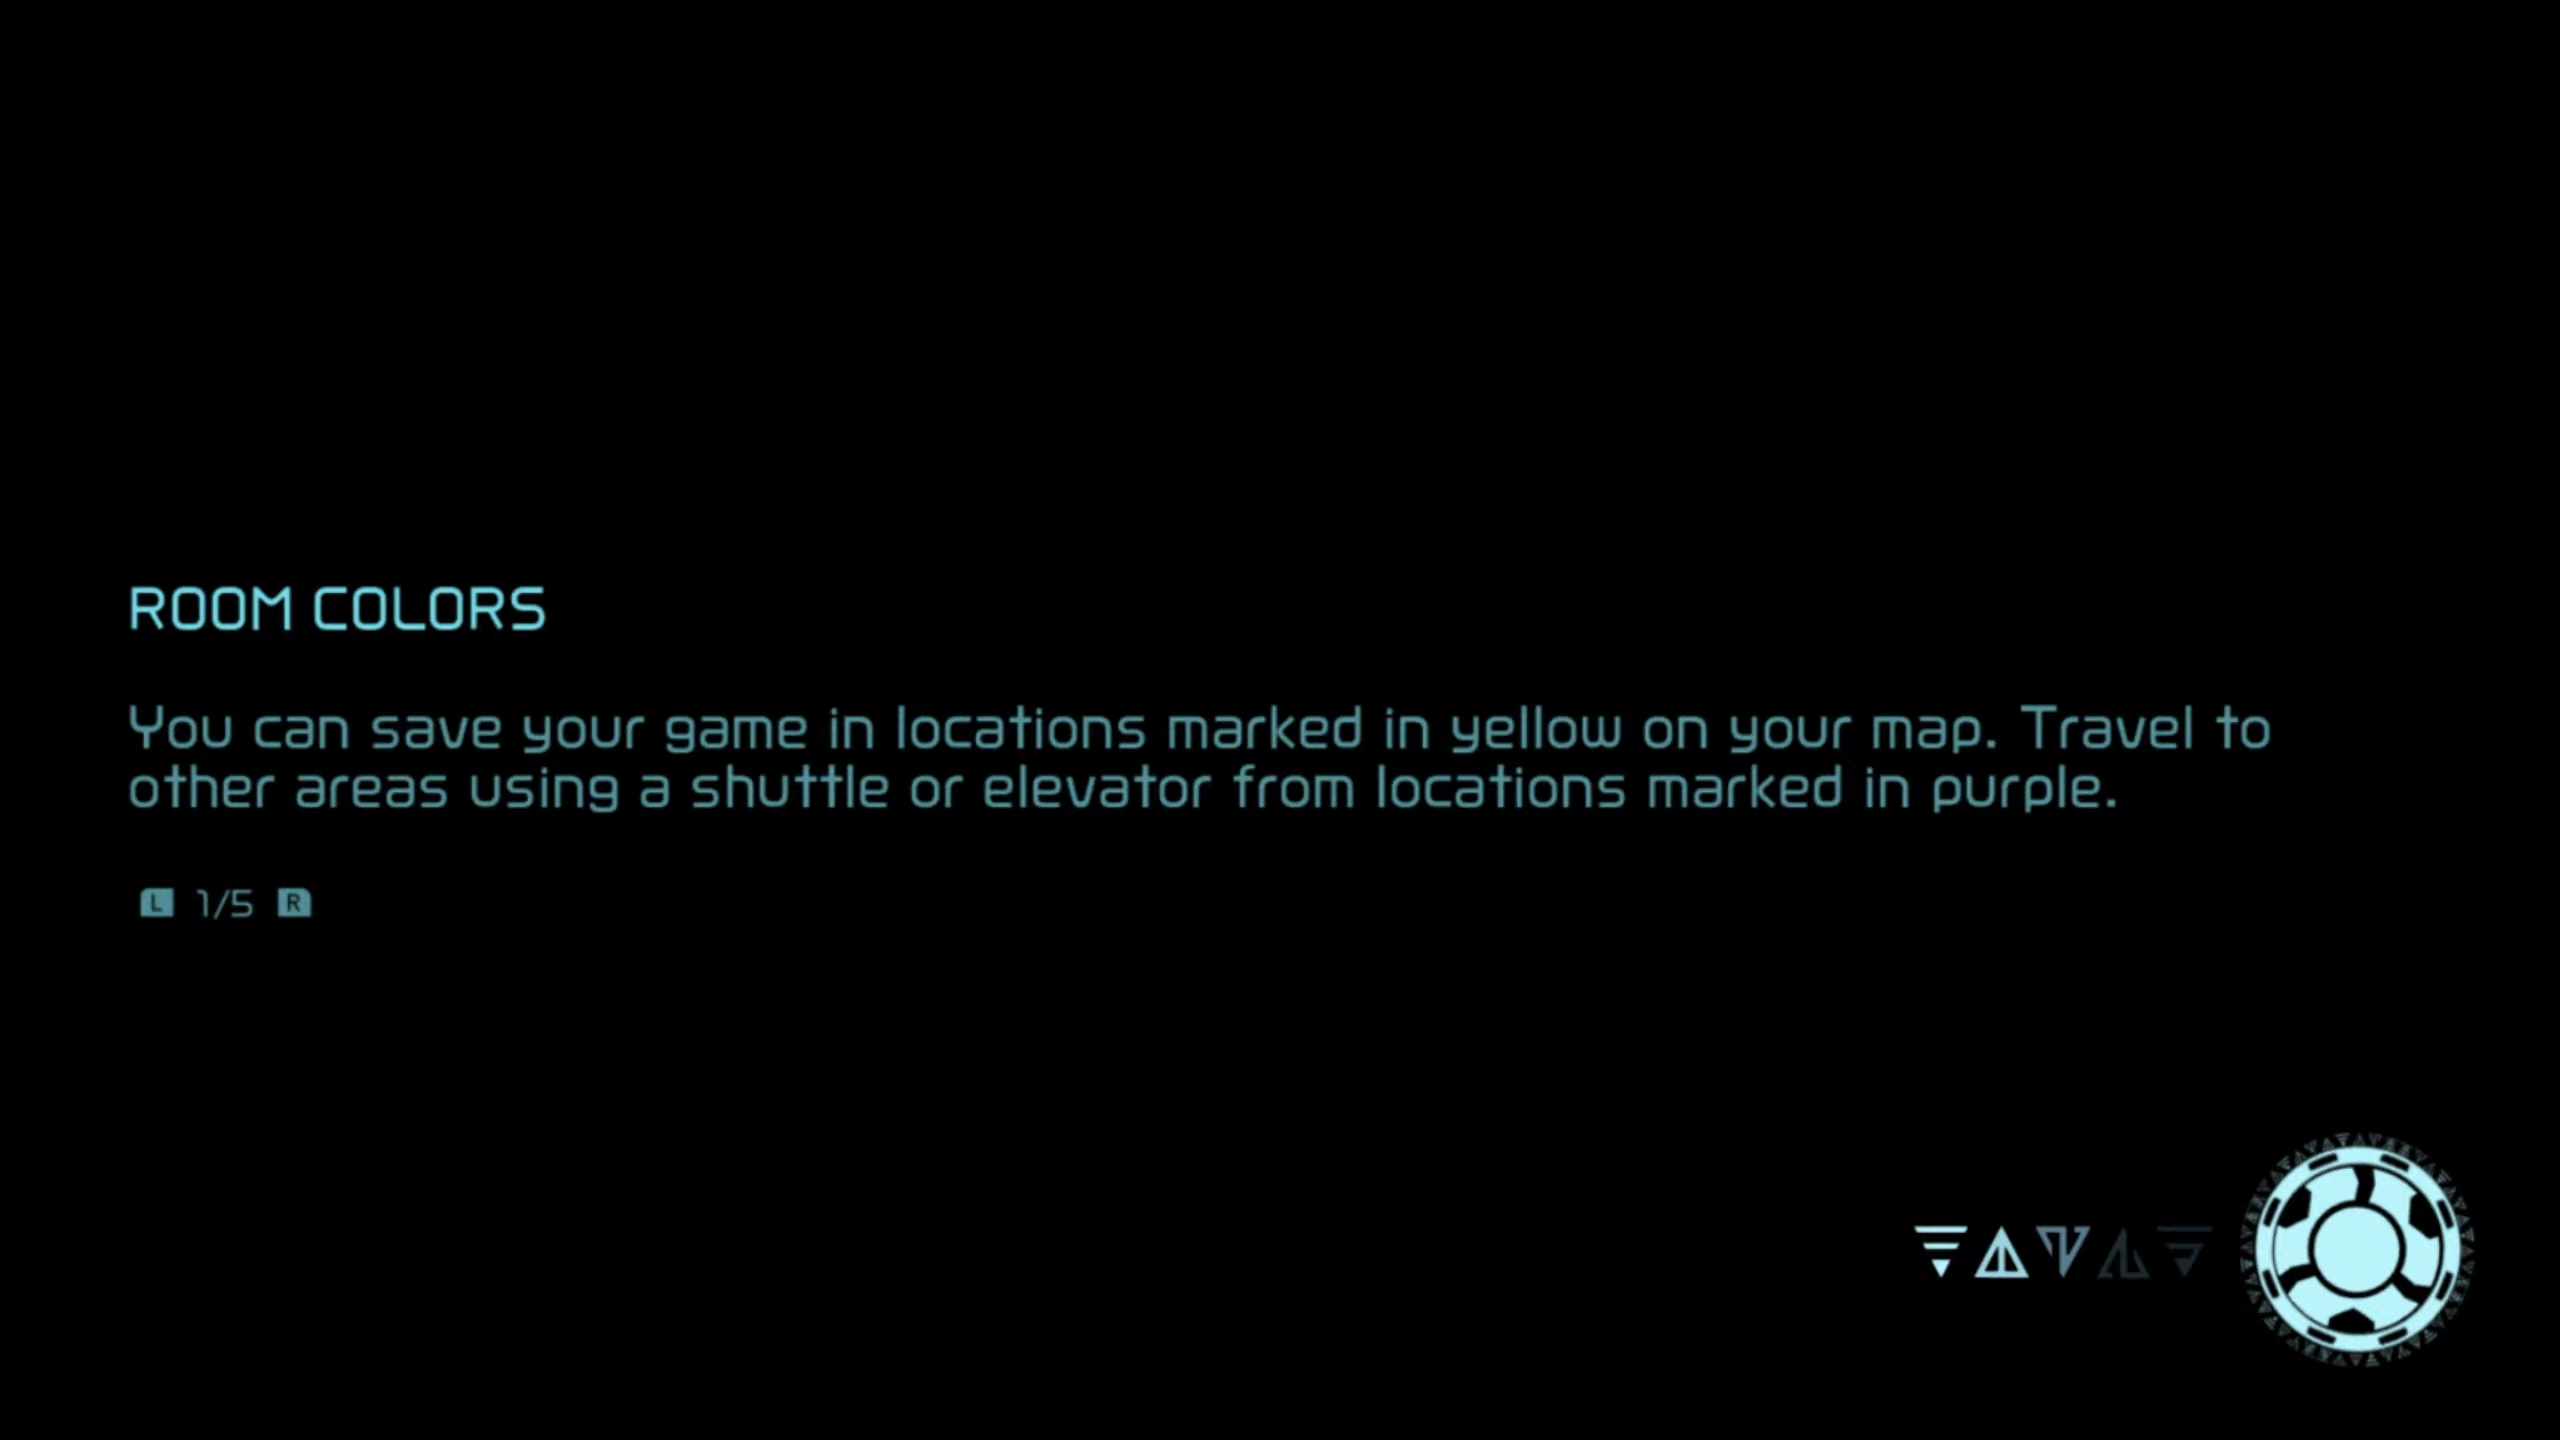 ROOM COLORS
You can save your game in locations marked in yellow on your map. Travel to
other areas using a shuttle or elevator from locations marked in purple.
L 1/5 R